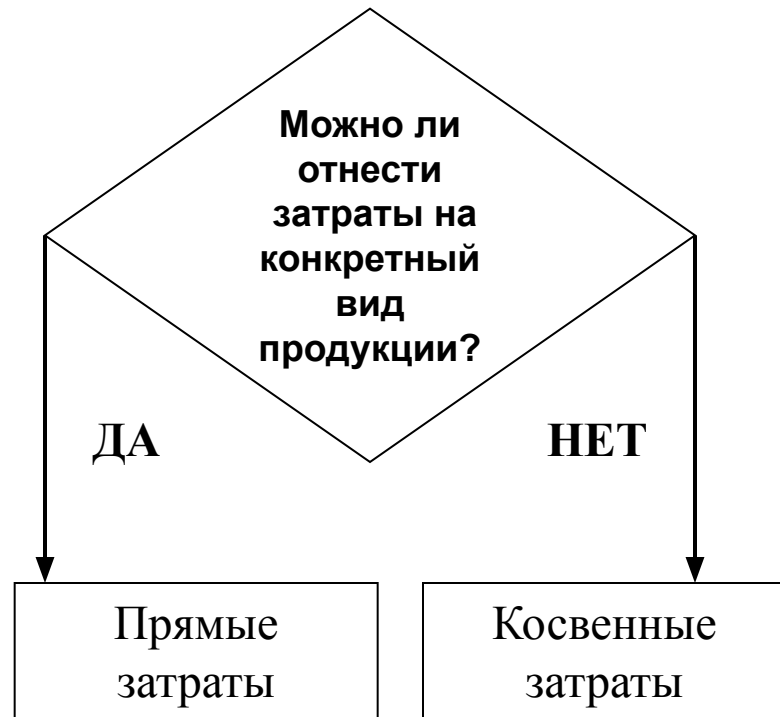 Можно ли
отнести
затраты на
конкретный
вид
продукции?
ДА
НЕТ
Прямые
затраты
Косвенные
затраты